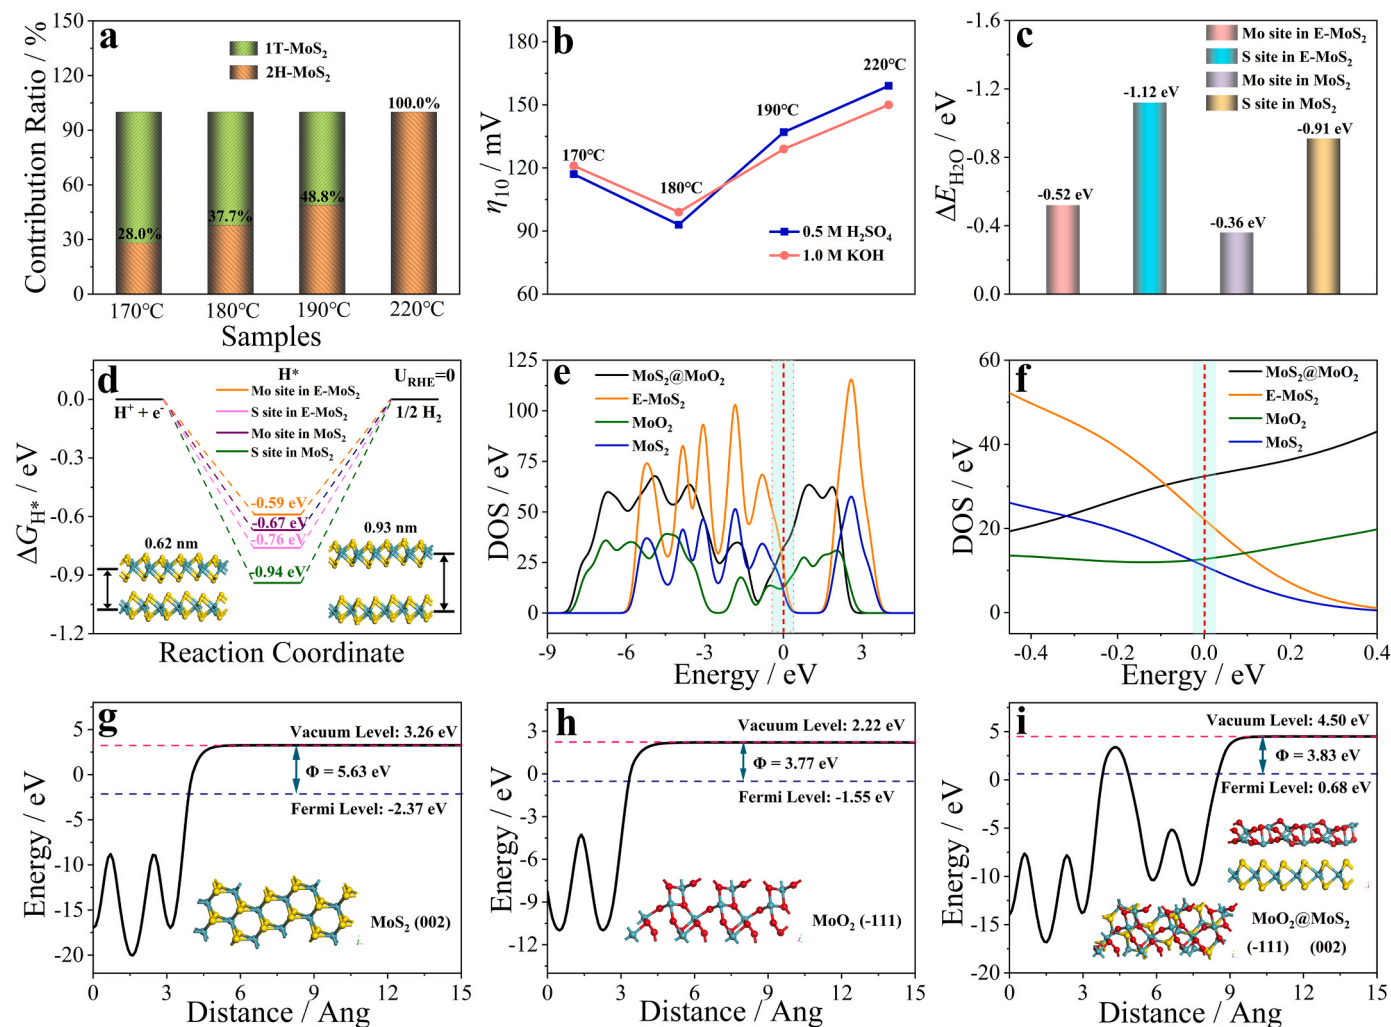 a
Contribution Ratio / %
150
120
90
60
30
0
1T-MoS₂
2H-MoS₂
28.0%
37.7%
48.8%
100.0%
170°C
180°C
190°C
220°C
Samples
b
η₁₀ / mV
180
150
120
90
60
170°C
180°C
190°C
220°C
0.5 M H₂SO₄
1.0 M KOH
c
ΔE_H2O / eV
-1.6
-1.2
-0.8
-0.4
0.0
Mo site in E-MoS₂
S site in E-MoS₂
Mo site in MoS₂
S site in MoS₂
-0.52 eV
-1.12 eV
-0.36 eV
-0.91 eV
d
ΔG_H* / eV
0.0
-0.3
-0.6
-0.9
-1.2
H*
U_RHE=0
Mo site in E-MoS₂
S site in E-MoS₂
Mo site in MoS₂
S site in MoS₂
H⁺ + e⁻
1/2 H₂
-0.59 eV
-0.67 eV
-0.76 eV
-0.94 eV
0.62 nm
0.93 nm
Reaction Coordinate
e
DOS / eV
125
100
75
50
25
0
MoS₂@MoO₂
E-MoS₂
MoO₂
MoS₂
-9
-6
-3
0
3
Energy / eV
f
DOS / eV
60
40
20
0
MoS₂@MoO₂
E-MoS₂
MoO₂
MoS₂
-0.4
-0.2
0.0
0.2
0.4
Energy / eV
g
Energy / eV
5
0
-5
-10
-15
-20
Vacuum Level: 3.26 eV
Φ = 5.63 eV
Fermi Level: -2.37 eV
MoS₂ (002)
0
3
6
9
12
15
Distance / Ang
h
Energy / eV
3
0
-3
-6
-9
-12
Vacuum Level: 2.22 eV
Φ = 3.77 eV
Fermi Level: -1.55 eV
MoO₂ (-111)
0
3
6
9
12
15
Distance / Ang
i
Energy / eV
5
0
-5
-10
-15
-20
Vacuum Level: 4.50 eV
Φ = 3.83 eV
Fermi Level: 0.68 eV
MoO₂@MoS₂
(-111) (002)
0
3
6
9
12
15
Distance / Ang